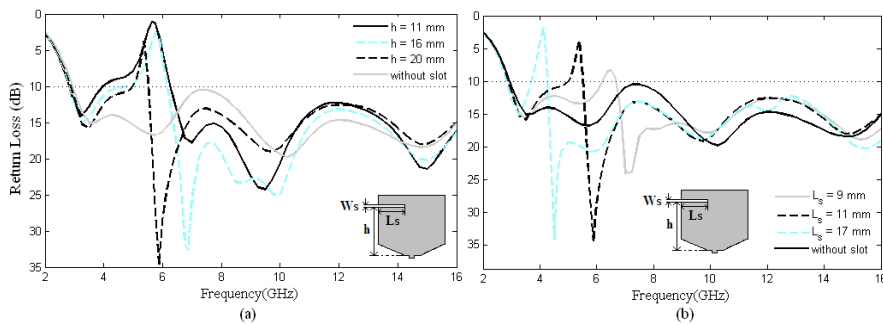 0
5
10
15
20
25
30
35
Return Loss (dB)
2
4
6
8
10
12
14
16
Frequency(GHz)
h = 11 mm
h = 16 mm
h = 20 mm
without slot
Ws
Ls
h
(a)
0
5
10
15
20
25
30
35
2
4
6
8
10
12
14
16
Frequency(GHz)
Ws
Ls
h
Ls = 9 mm
Ls = 11 mm
Ls = 17 mm
without slot
(b)